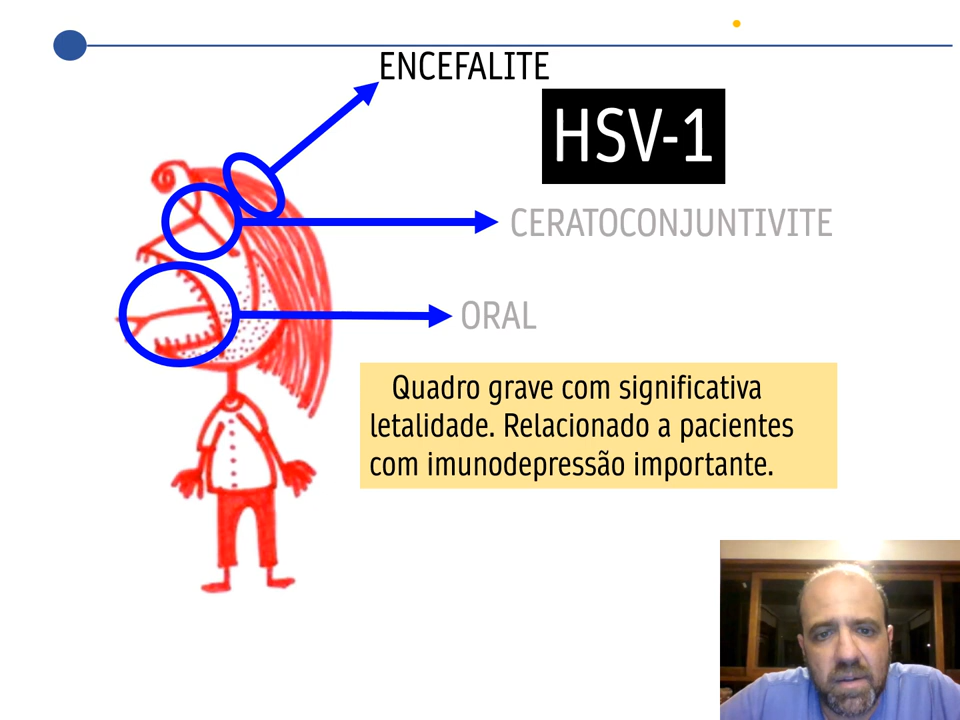 ENCEFALITE
HSV-1
CERATOCONJUNTIVITE
ORAL
Quadro grave com significativa
letalidade. Relacionado a pacientes
com imunodepressão importante.